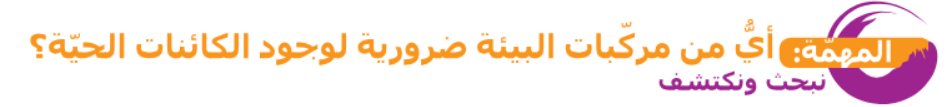 المهمّة: أيٌّ من مركّبات البيئة ضرورية لوجود الكائنات الحيّة؟
نبحث ونكتشف